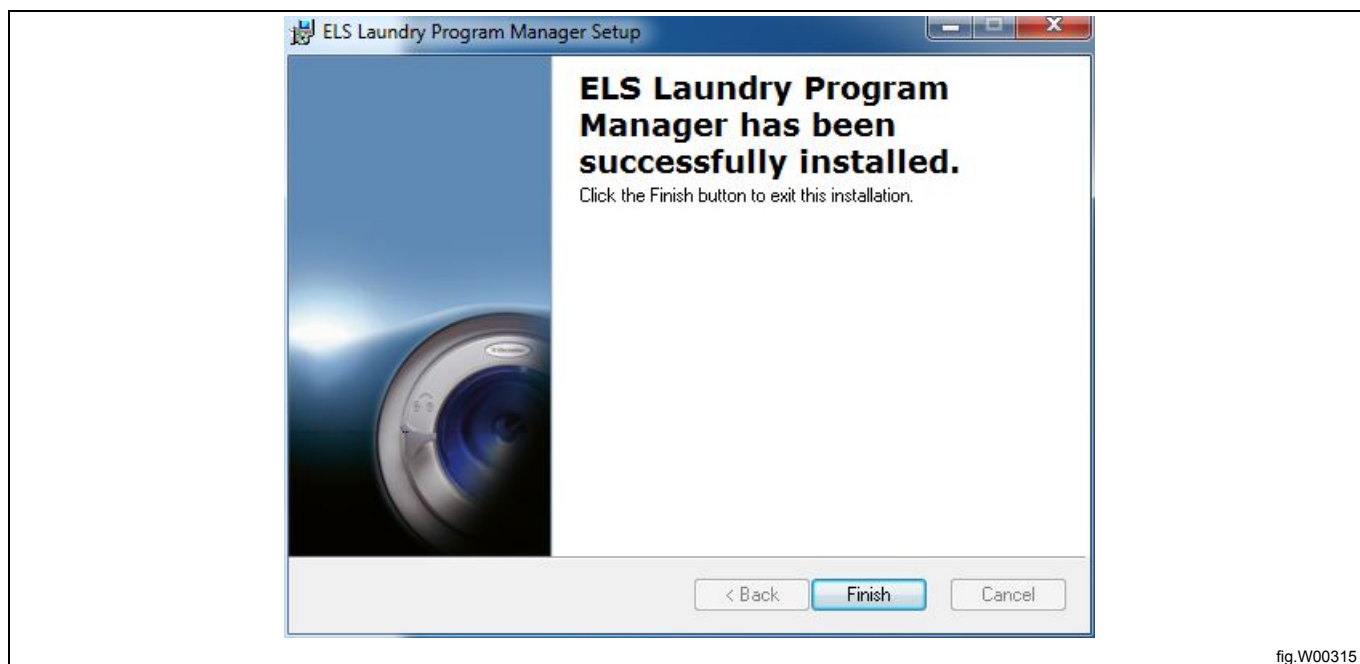 ELS Laundry Program Manager Setup
ELS Laundry Program
Manager has been
successfully installed.
Click the Finish button to exit this installation.
< Back
Finish
Cancel
fig.W00315